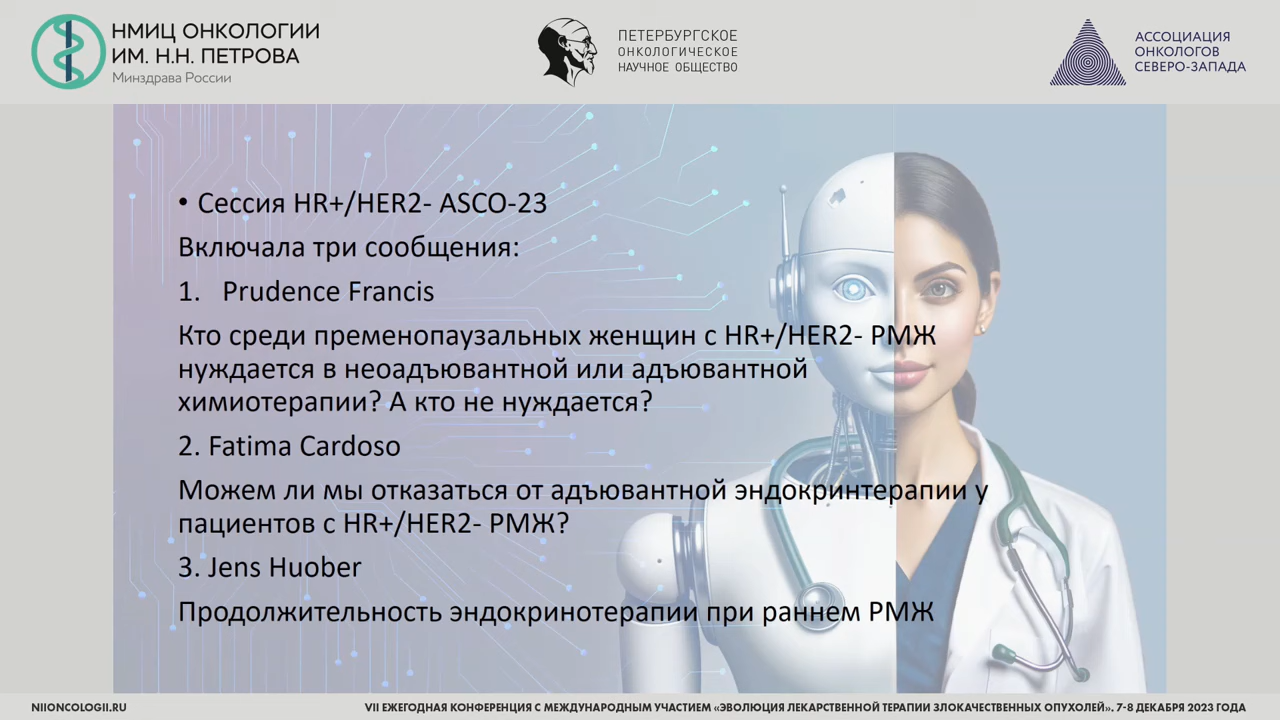 НМИЦ ОНКОЛОГИИ
ИМ. Н.Н. ПЕТРОВА
Минздрава России
ПЕТЕРБУРГСКОЕ
ОНКОЛОГИЧЕСКОЕ
НАУЧНОЕ ОБЩЕСТВО
АССОЦИАЦИЯ
ОНКОЛОГОВ
СЕВЕРО-ЗАПАДА
• Сессия HR+/HER2- ASCO-23
Включала три сообщения:
1. Prudence Francis
Кто среди пременопаузальных женщин с HR+/HER2- РМЖ
нуждается в неоадъювантной или адъювантной
химиотерапии? А кто не нуждается?
2. Fatima Cardoso
Можем ли мы отказаться от адъювантной эндокринтерапии у
пациентов с HR+/HER2- РМЖ?
3. Jens Huober
Продолжительность эндокринотерапии при раннем РМЖ
NIIONCOLOGII.RU
VII ЕЖЕГОДНАЯ КОНФЕРЕНЦИЯ С МЕЖДУНАРОДНЫМ УЧАСТИЕМ «ЭВОЛЮЦИЯ ЛЕКАРСТВЕННОЙ ТЕРАПИИ ЗЛОКАЧЕСТВЕННЫХ ОПУХОЛЕЙ». 7-8 ДЕКАБРЯ 2023 ГОДА